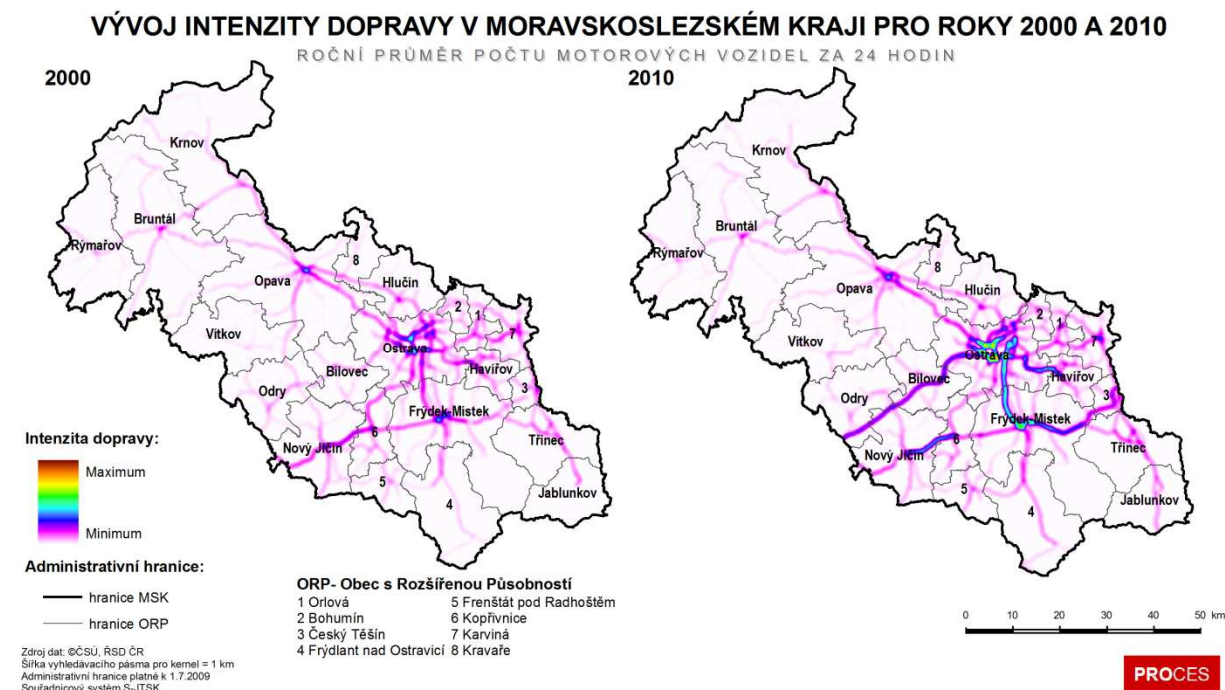 VÝVOJ INTENZITY DOPRAVY V MORAVSKOSLEZSKÉM KRAJI PRO ROKY 2000 A 2010
ROČNÍ PRŮMĚR POČTU MOTOROVÝCH VOZIDEL ZA 24 HODIN
2000
Krnov
Bruntál
Rýmařov
8
Opava
Hlučín
2
1
7
Vítkov
Ostrava
Bílovec
Havířov
Odry
3
Frýdek-Místek
6
Nový Jičín
Třinec
5
4
Jablunkov
2010
Krnov
Bruntál
Rýmařov
8
Opava
Hlučín
2
1
7
Vítkov
Ostrava
Bílovec
Havířov
Odry
3
Frýdek-Místek
6
Nový Jičín
Třinec
5
4
Jablunkov
Intenzita dopravy:
Maximum
Minimum
Administrativní hranice:
hranice MSK
hranice ORP
ORP- Obec s Rozšířenou Působností
1 Orlová
2 Bohumín
3 Český Těšín
4 Frýdlant nad Ostravicí
5 Frenštát pod Radhoštěm
6 Kopřivnice
7 Karviná
8 Kravaře
Zdroj dat: ©ČSÚ, ŘSD ČR
Šířka vyhledávacího pásma pro kernel = 1 km
Administrativní hranice platné k 1.7.2009
Souřadnicový systém S-JTSK
0 10 20 30 40 50 km
PROCES